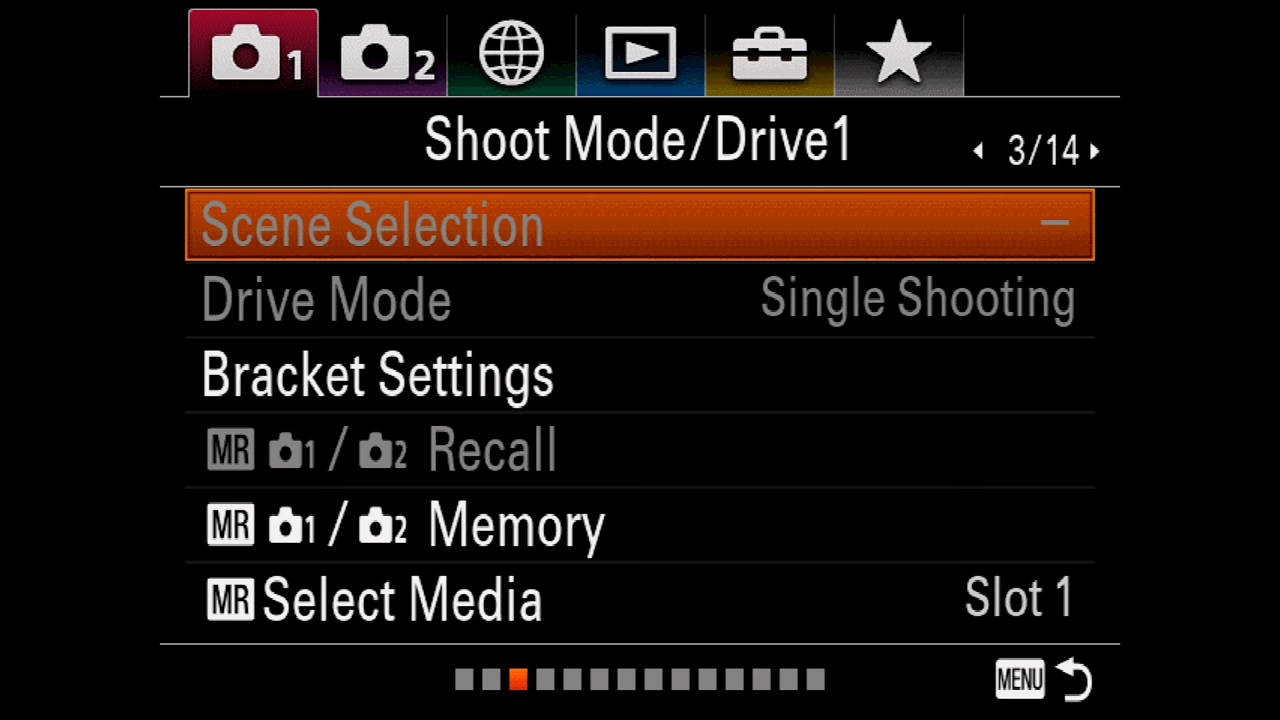 1 2
Shoot Mode/Drive1 3/14
Scene Selection –
Drive Mode Single Shooting
Bracket Settings
MR 1 / 2 Recall
MR 1 / 2 Memory
MR Select Media Slot 1
MENU